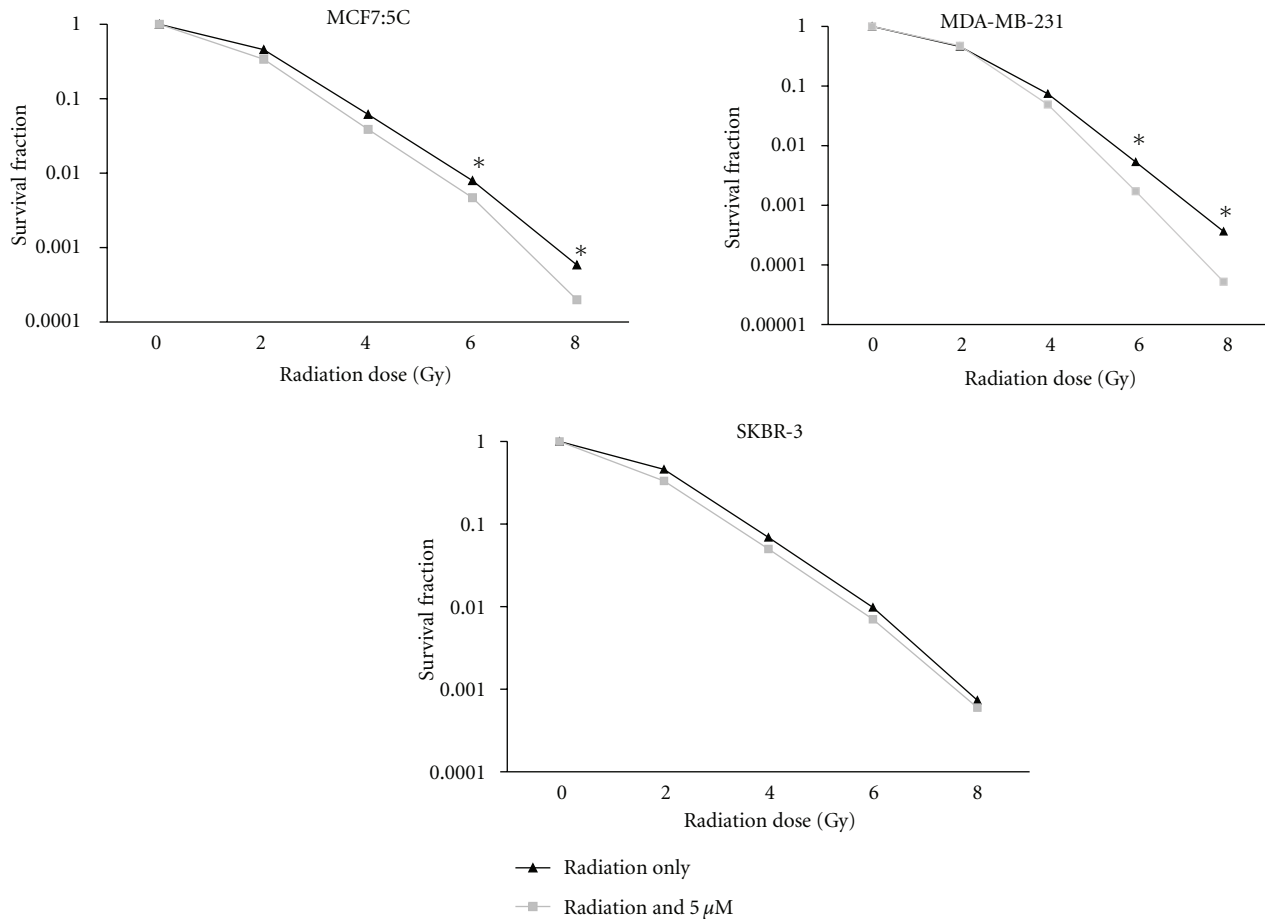 MCF7:5C
1
0.1
0.01
0.001
0.0001
Survival fraction
*
*
0 2 4 6 8
Radiation dose (Gy)
MDA-MB-231
1
0.1
0.01
0.001
0.0001
0.00001
Survival fraction
*
*
0 2 4 6 8
Radiation dose (Gy)
SKBR-3
1
0.1
0.01
0.001
0.0001
Survival fraction
0 2 4 6 8
Radiation dose (Gy)
Radiation only
Radiation and 5 μM